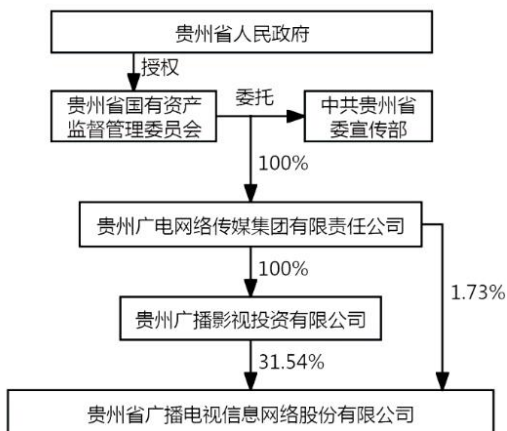 贵州省人民政府
授权
贵州省国有资产
监督管理委员会
委托
中共贵州省
委宣传部
100%
贵州广电网络传媒集团有限责任公司
100%
1.73%
贵州广播影视投资有限公司
31.54%
贵州省广播电视信息网络股份有限公司